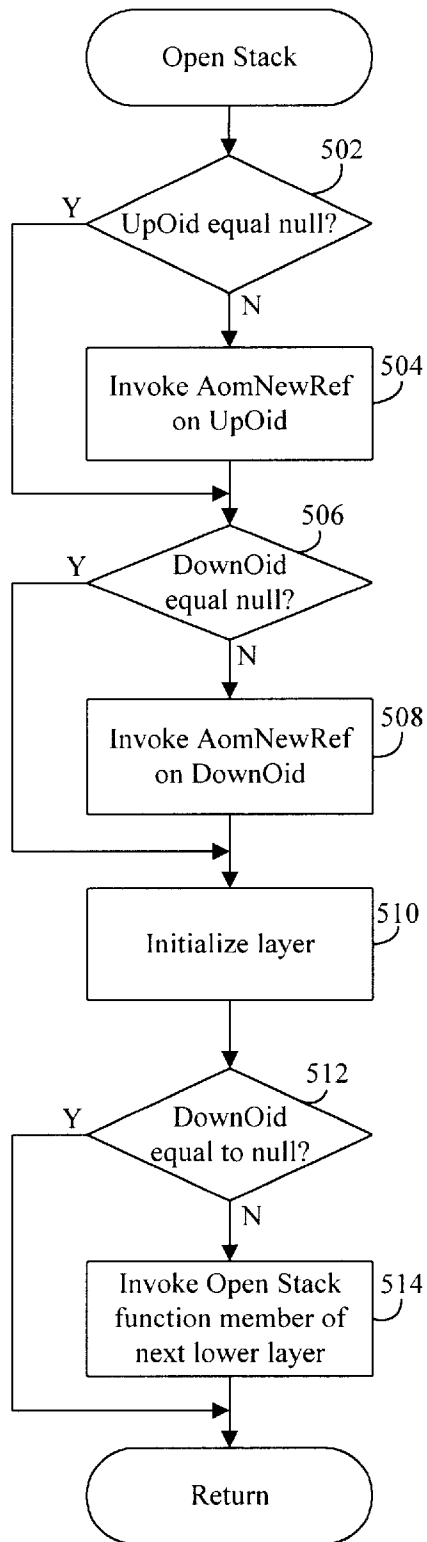 Open Stack
502
Y
UpOid equal null?
N
504
Invoke AomNewRef
on UpOid
506
Y
DownOid
equal null?
N
508
Invoke AomNewRef
on DownOid
510
Initialize layer
512
Y
DownOid
equal to null?
N
514
Invoke Open Stack
function member of
next lower layer
Return